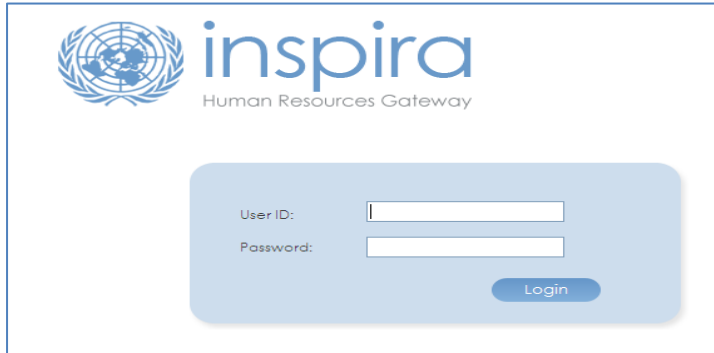 inspira
Human Resources Gateway
User ID:
Password:
Login